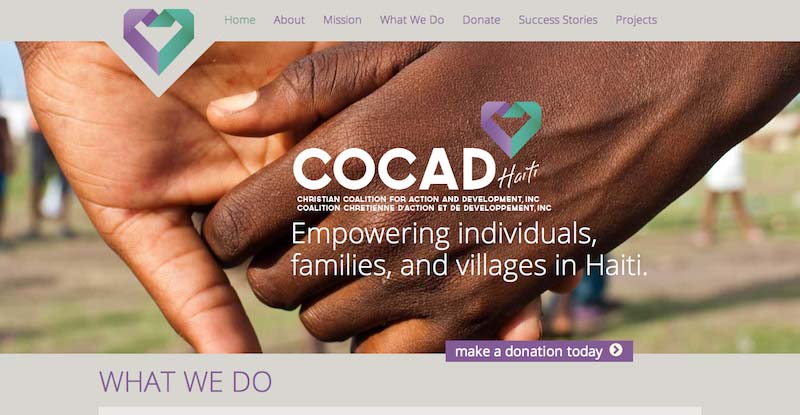 Home About Mission What We Do Donate Success Stories Projects
COCAD Haiti
CHRISTIAN COALITION FOR ACTION AND DEVELOPMENT, INC
COALITION CHRETIENNE D'ACTION ET DE DEVELOPPEMENT, INC
Empowering individuals,
families, and villages in Haiti.
make a donation today
WHAT WE DO